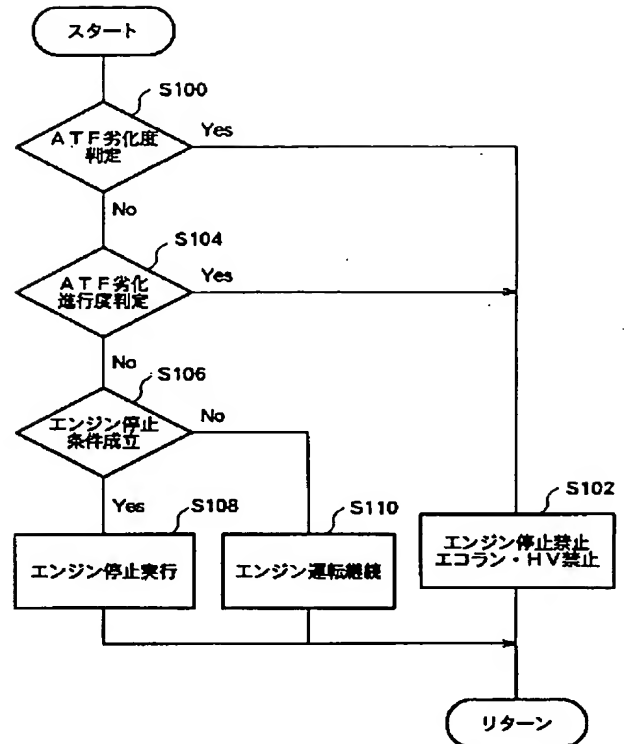 スタート
S100
ATF劣化度
判定
Yes
No
S104
ATF劣化
進行度判定
Yes
No
S106
エンジン停止
条件成立
No
Yes
S108
エンジン停止実行
S110
エンジン運転継続
S102
エンジン停止禁止
エコラン・HV禁止
リターン